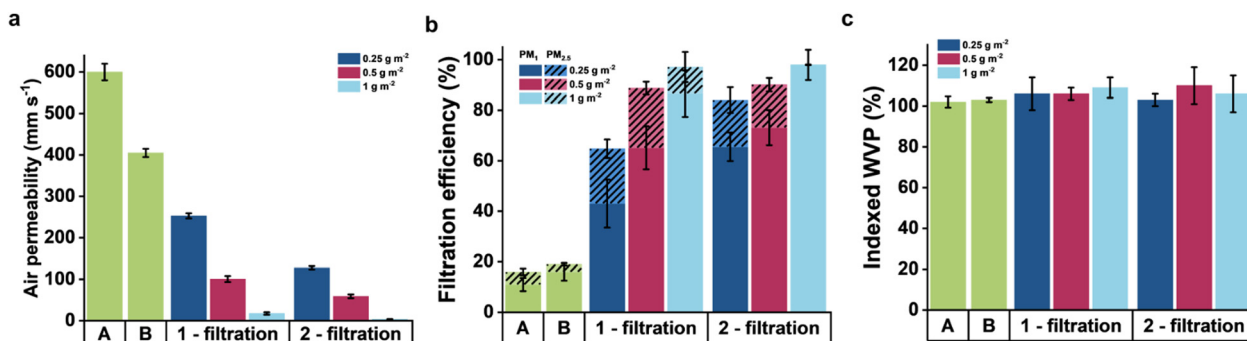 a
Air permeability (mm s⁻¹)
600
500
400
300
200
100
0
0.25 g m⁻²
0.5 g m⁻²
1 g m⁻²
A B 1 - filtration 2 - filtration
b
Filtration efficiency (%)
100
80
60
40
20
0
PM₁ PM₂.₅
0.25 g m⁻²
0.5 g m⁻²
1 g m⁻²
A B 1 - filtration 2 - filtration
c
Indexed WVP (%)
120
100
80
60
40
20
0
0.25 g m⁻²
0.5 g m⁻²
1 g m⁻²
A B 1 - filtration 2 - filtration